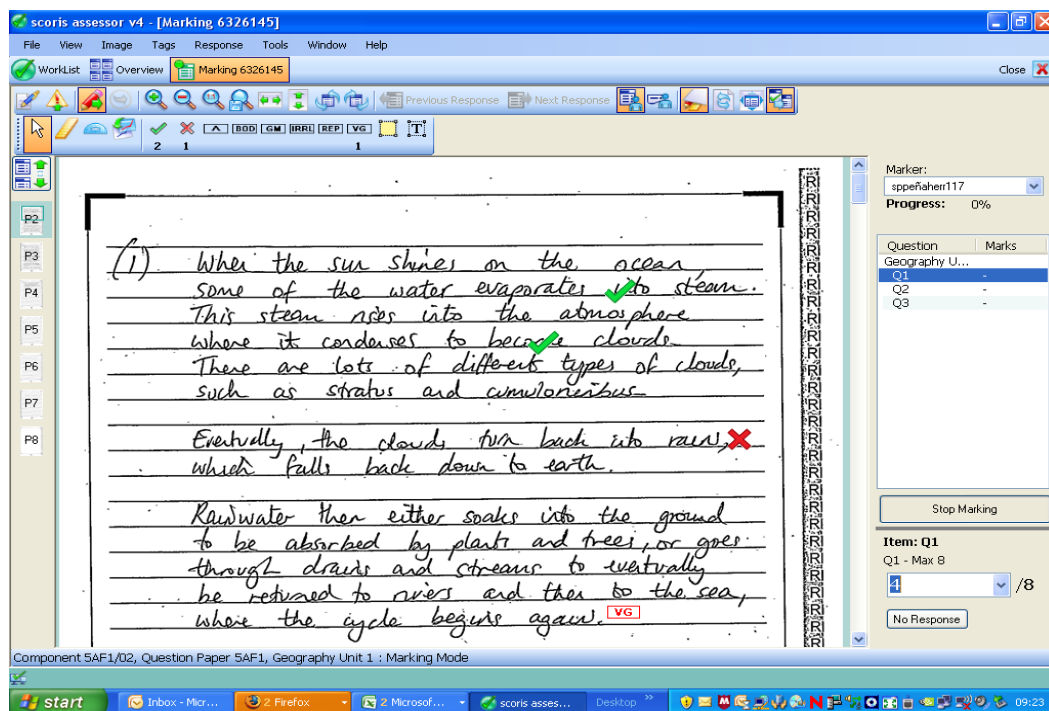 scoris assessor v4 - [Marking 6326145]
File View Image Tags Response Tools Window Help
WorkList Overview Marking 6326145 Close
Previous Response Next Response
BOD GM IRRL REP VG T
2 1 1
P2
P3
P4
P5
P6
P7
P8
(1) When the sun shines on the ocean,
some of the water evaporates into steam.
This steam rises into the atmosphere
where it condenses to become clouds.
There are lots of different types of clouds,
such as stratus and cumulonimbus
Eventually, the clouds turn back into rain,
which falls back down to earth.
Rainwater then either soaks into the ground
to be absorbed by plants and trees, or goes
through drains and streams to eventually
be returned to rivers and then to the sea,
where the cycle begins again. VG
Marker:
sppeñaherr117
Progress: 0%
Question Marks
Geography U...
Q1 -
Q2 -
Q3 -
Stop Marking
Item: Q1
Q1 - Max 8
4 /8
No Response
Component 5AF1/02, Question Paper 5AF1, Geography Unit 1 : Marking Mode
start Inbox - Micr... 2 Firefox 2 Microsof... scoris asses... Desktop » 09:23